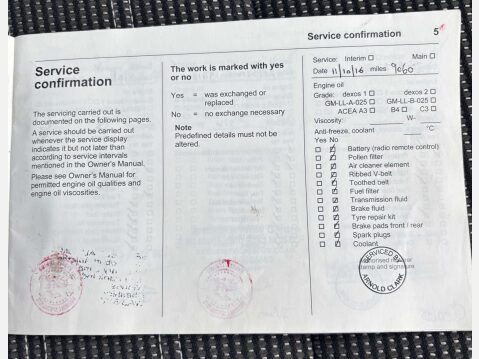 Service confirmation 5
Service
confirmation
The servicing carried out is
documented on the following pages.
A service should be carried out
whenever the service display
indicates it but not later than
according to service intervals
mentioned in the Owner's Manual.
Please see Owner's Manual for
permitted engine oil qualities and
engine oil viscosities.
The work is marked with yes
or no
Yes = was exchanged or
replaced
No = no exchange necessary
Note
Predefined details must not be
altered.
Service: Interim ☐ Main ☐
Date 11/10/16 miles 9060
Engine oil
Grade: dexos 1 ☐ dexos 2 ☐
GM-LL-A-025 ☐ GM-LL-B-025 ☐
ACEA A3 ☐ B4 ☐ C3 ☐
Viscosity: W-
Anti-freeze, coolant °C
Yes No
Battery (radio remote control)
Pollen filter
Air cleaner element
Ribbed V-belt
Toothed belt
Fuel filter
Transmission fluid
Brake fluid
Tyre repair kit
Brake pads front / rear
Spark plugs
Coolant
SERVICED BY
stamp and signature
ARNOLD CLARK